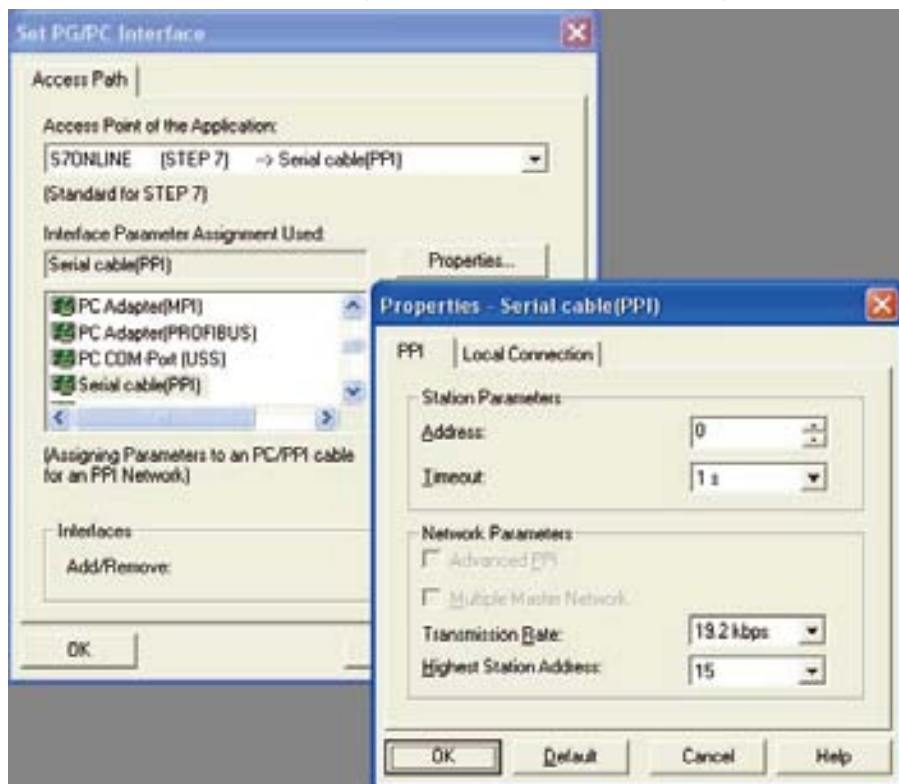 Set PG/PC Interface
Access Path
Access Point of the Application:
S7ONLINE (STEP 7) -> Serial cable(PPI)
(Standard for STEP 7)
Interface Parameter Assignment Used:
Serial cable(PPI)
Properties...
PC Adapter(MPI)
PC Adapter(PROFIBUS)
PC COM-Port (USS)
Serial cable(PPI)
(Assigning Parameters to an PC/PPI cable
for an PPI Network)
Interfaces
Add/Remove:
OK
Properties - Serial cable(PPI)
PPI
Local Connection
Station Parameters
Address:
0
Timeout:
1 s
Network Parameters
Advanced PPI
Multiple Master Network
Transmission Rate:
19.2 kbps
Highest Station Address:
15
OK
Default
Cancel
Help